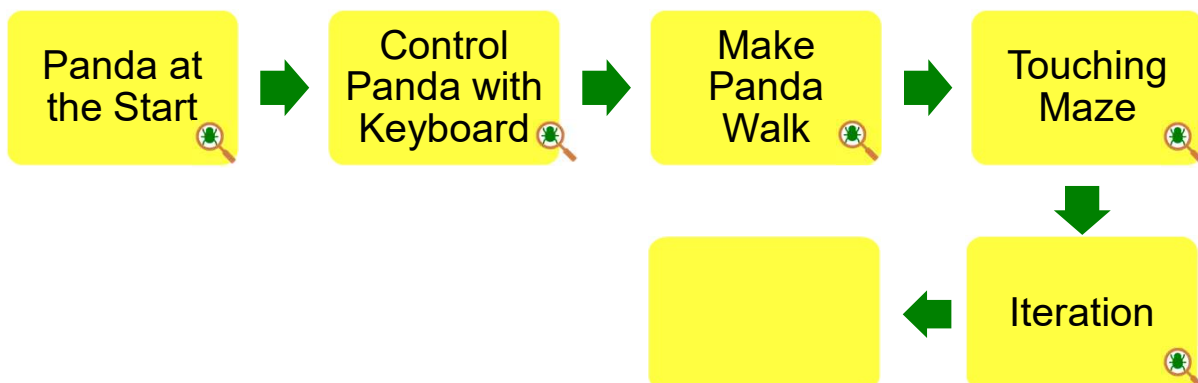 Panda at
the Start
Control
Panda with
Keyboard
Make
Panda
Walk
Touching
Maze
Iteration